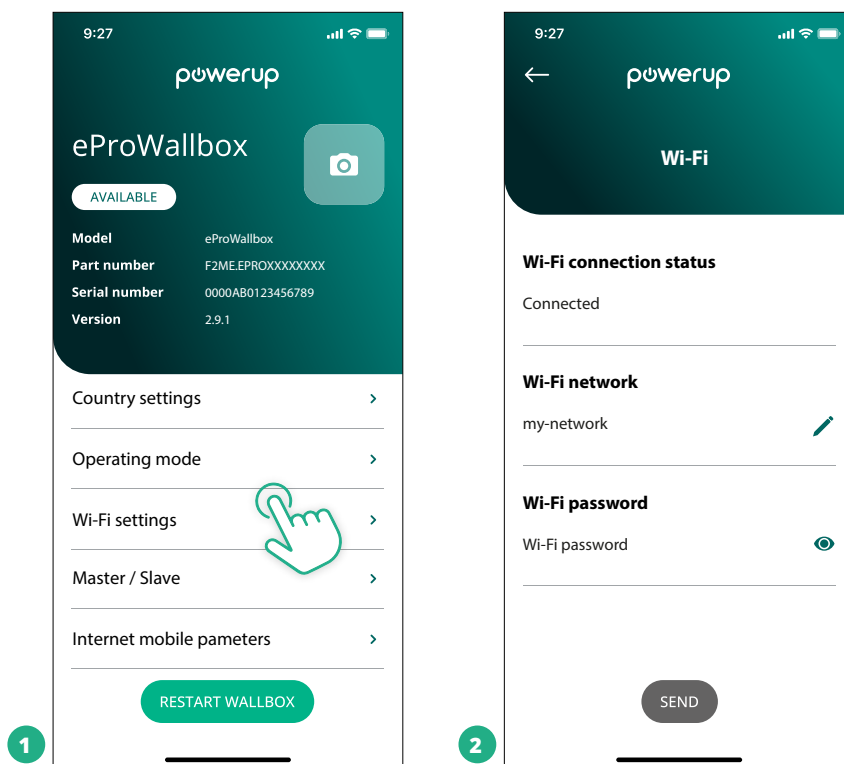 9:27
powerup
eProWallbox
AVAILABLE
Model eProWallbox
Part number F2ME.EPROXXXXXXXX
Serial number 0000AB0123456789
Version 2.9.1
Country settings
Operating mode
Wi-Fi settings
Master / Slave
Internet mobile pameters
RESTART WALLBOX
1
9:27
powerup
Wi-Fi
Wi-Fi connection status
Connected
Wi-Fi network
my-network
Wi-Fi password
Wi-Fi password
SEND
2